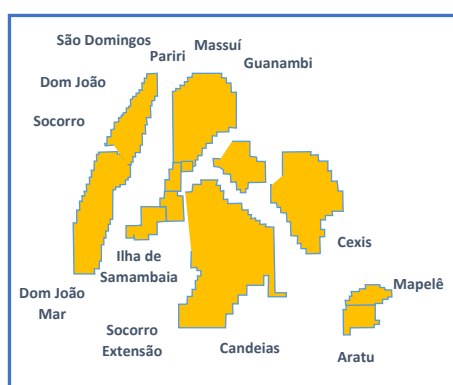 São Domingos
Pariri
Massuí
Guanambi
Dom João
Socorro
Ilha de
Samambaia
Cexis
Dom João
Mar
Mapelê
Socorro
Extensão
Candeias
Aratu